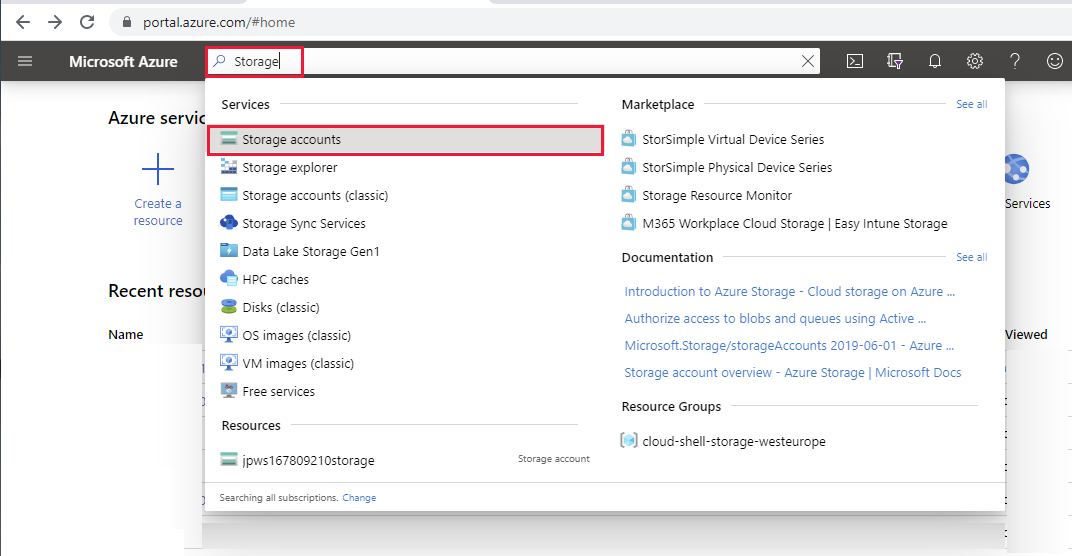 portal.azure.com/#home
Microsoft Azure
Storage
Azure servic
Create a
resource
Services
Recent resou
Name
Viewed
Services
Storage accounts
Storage explorer
Storage accounts (classic)
Storage Sync Services
Data Lake Storage Gen1
HPC caches
Disks (classic)
OS images (classic)
VM images (classic)
Free services
Resources
jpws167809210storage
Storage account
Marketplace
See all
StorSimple Virtual Device Series
StorSimple Physical Device Series
Storage Resource Monitor
M365 Workplace Cloud Storage | Easy Intune Storage
Documentation
See all
Introduction to Azure Storage - Cloud storage on Azure ...
Authorize access to blobs and queues using Active ...
Microsoft.Storage/storageAccounts 2019-06-01 - Azure ...
Storage account overview - Azure Storage | Microsoft Docs
Resource Groups
cloud-shell-storage-westeurope
Searching all subscriptions. Change